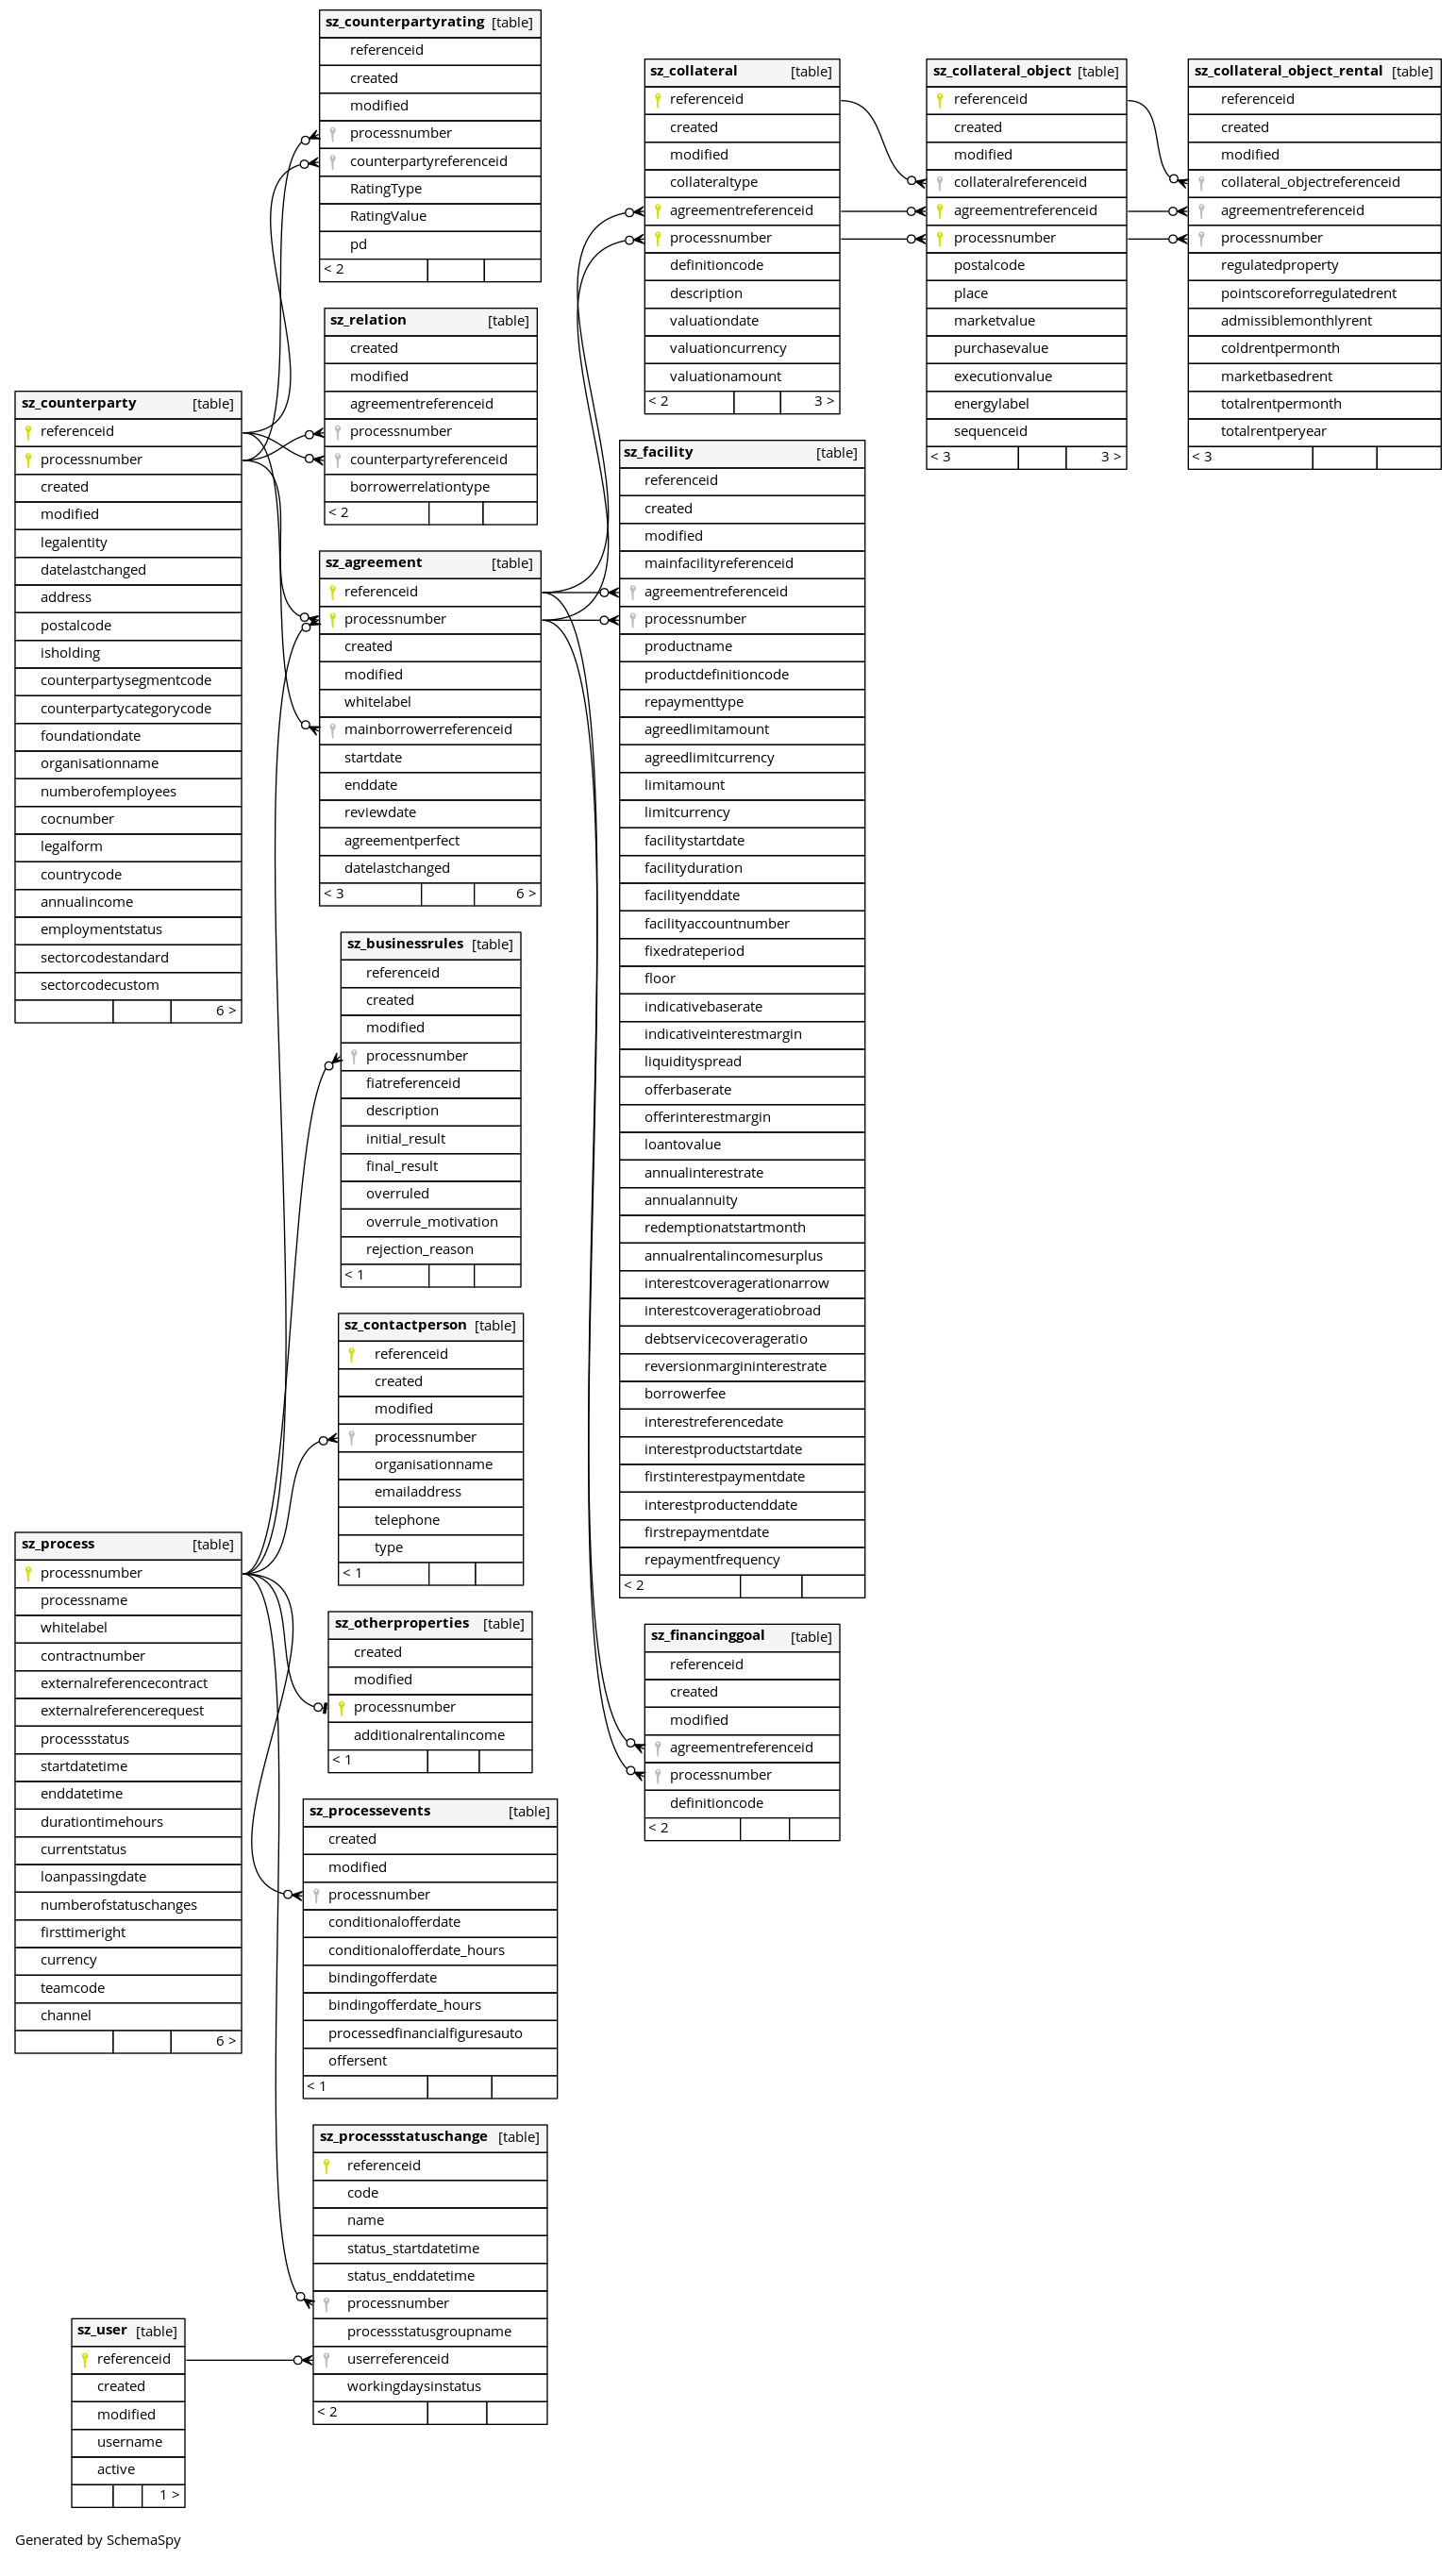 sz_counterpartyrating [table]
referenceid
created
modified
processnumber
counterpartyreferenceid
RatingType
RatingValue
pd
< 2
sz_relation [table]
created
modified
agreementreferenceid
processnumber
counterpartyreferenceid
borrowerrelationtype
< 2
sz_counterparty [table]
referenceid
processnumber
created
modified
legalentity
datelastchanged
address
postalcode
isholding
counterpartysegmentcode
counterpartycategorycode
foundationdate
organisationname
numberofemployees
cocnumber
legalform
countrycode
annualincome
employmentstatus
sectorcodestandard
sectorcodecustom
6 >
sz_agreement [table]
referenceid
processnumber
created
modified
whitelabel
mainborrowerreferenceid
startdate
enddate
reviewdate
agreementperfect
datelastchanged
< 3 6 >
sz_collateral [table]
referenceid
created
modified
collateraltype
agreementreferenceid
processnumber
definitioncode
description
valuationdate
valuationcurrency
valuationamount
< 2 3 >
sz_collateral_object [table]
referenceid
created
modified
collateralreferenceid
agreementreferenceid
processnumber
postalcode
place
marketvalue
purchasevalue
executionvalue
energylabel
sequenceid
< 3 3 >
sz_collateral_object_rental [table]
referenceid
created
modified
collateral_objectreferenceid
agreementreferenceid
processnumber
regulatedproperty
pointscoreforregulatedrent
admissiblemonthlyrent
coldrentpermonth
marketbasedrent
totalrentpermonth
totalrentperyear
< 3
sz_facility [table]
referenceid
created
modified
mainfacilityreferenceid
agreementreferenceid
processnumber
productname
productdefinitioncode
repaymenttype
agreedlimitamount
agreedlimitcurrency
limitamount
limitcurrency
facilitystartdate
facilityduration
facilityenddate
facilityaccountnumber
fixedrateperiod
floor
indicativebaserate
indicativeinterestmargin
liquidityspread
offerbaserate
offerinterestmargin
loantovalue
annualinterestrate
annualannuity
redemptionatstartmonth
annualrentalincomesurplus
interestcoveragerationarrow
interestcoverageratiobroad
debtservicecoverageratio
reversionmargininterestrate
borrowerfee
interestreferencedate
interestproductstartdate
firstinterestpaymentdate
interestproductenddate
firstrepaymentdate
repaymentfrequency
< 2
sz_businessrules [table]
referenceid
created
modified
processnumber
fiatreferenceid
description
initial_result
final_result
overruled
overrule_motivation
rejection_reason
< 1
sz_contactperson [table]
referenceid
created
modified
processnumber
organisationname
emailaddress
telephone
type
< 1
sz_process [table]
processnumber
processname
whitelabel
contractnumber
externalreferencecontract
externalreferencerequest
processstatus
startdatetime
enddatetime
durationtimehours
currentstatus
loanpassingdate
numberofstatuschanges
firsttimeright
currency
teamcode
channel
6 >
sz_otherproperties [table]
created
modified
processnumber
additionalrentalincome
< 1
sz_financinggoal [table]
referenceid
created
modified
agreementreferenceid
processnumber
definitioncode
< 2
sz_processevents [table]
created
modified
processnumber
conditionalofferdate
conditionalofferdate_hours
bindingofferdate
bindingofferdate_hours
processedfinancialfiguresauto
offersent
< 1
sz_processstatuschange [table]
referenceid
code
name
status_startdatetime
status_enddatetime
processnumber
processstatusgroupname
userreferenceid
workingdaysinstatus
< 2
sz_user [table]
referenceid
created
modified
username
active
1 >
Generated by SchemaSpy